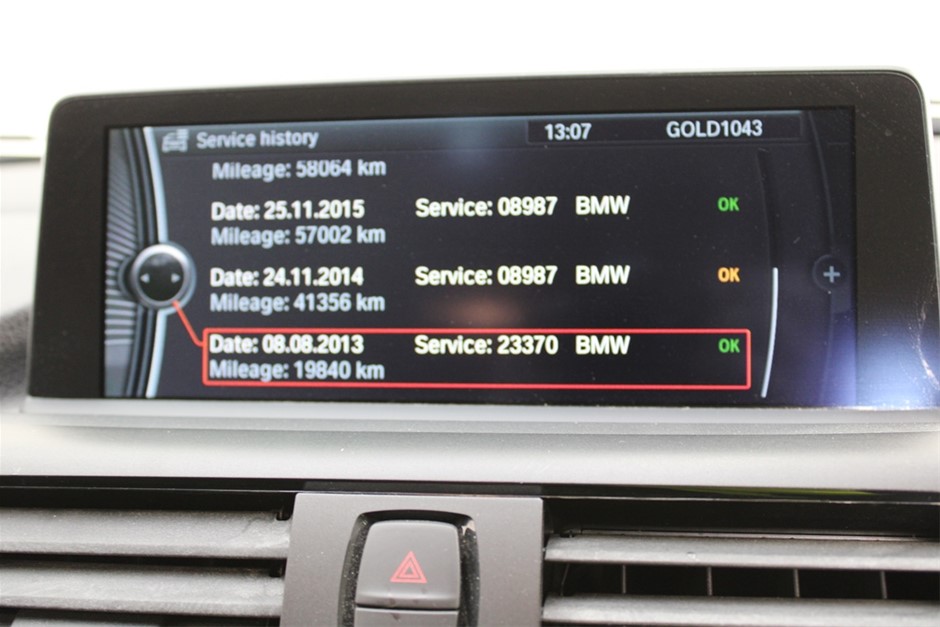 Service history 13:07 GOLD1043
Mileage: 58064 km
Date: 25.11.2015 Service: 08987 BMW OK
Mileage: 57002 km
Date: 24.11.2014 Service: 08987 BMW OK
Mileage: 41356 km
Date: 08.08.2013 Service: 23370 BMW OK
Mileage: 19840 km